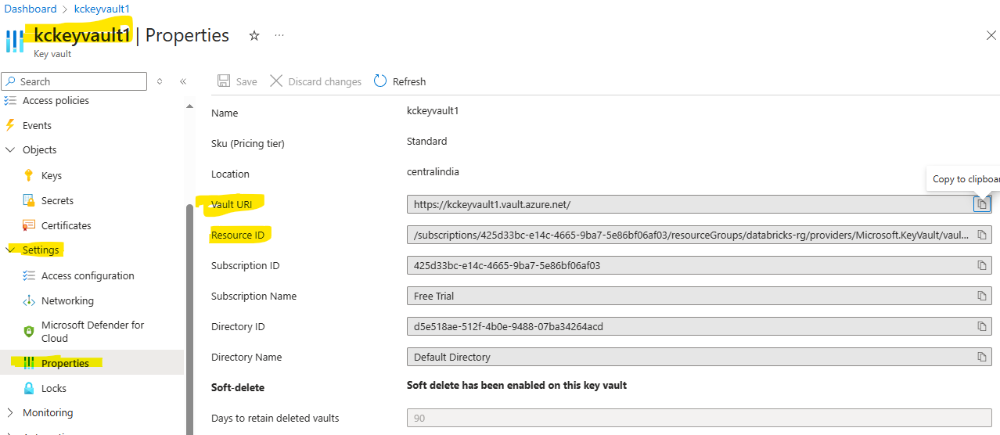 Dashboard > kckeyvault1
kckeyvault1 | Properties
Key vault
Search
Save
Discard changes
Refresh
Access policies
Events
Objects
Keys
Secrets
Certificates
Settings
Access configuration
Networking
Microsoft Defender for
Cloud
Properties
Locks
Monitoring
Name
kckeyvault1
Sku (Pricing tier)
Standard
Location
centralindia
Copy to clipboar
Vault URI
https://kckeyvault1.vault.azure.net/
Resource ID
/subscriptions/425d33bc-e14c-4665-9ba7-5e86bf06af03/resourceGroups/databricks-rg/providers/Microsoft.KeyVault/vaul...
Subscription ID
425d33bc-e14c-4665-9ba7-5e86bf06af03
Subscription Name
Free Trial
Directory ID
d5e518ae-512f-4b0e-9488-07ba34264acd
Directory Name
Default Directory
Soft-delete
Soft delete has been enabled on this key vault
Days to retain deleted vaults
90